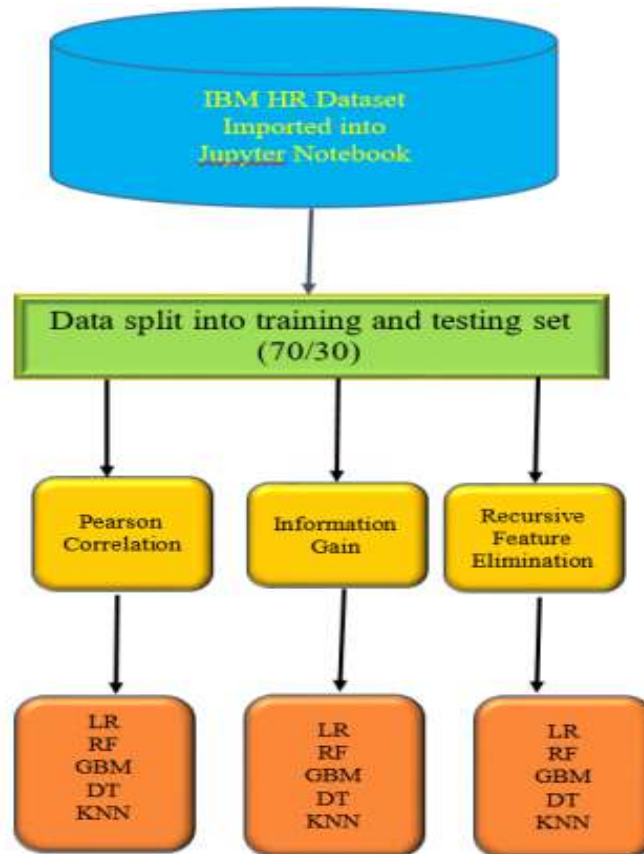 IBM HR Dataset
Imported into
Jupyter Notebook
Data split into training and testing set
(70/30)
Pearson
Correlation
Information
Gain
Recursive
Feature
Elimination
LR
RF
GBM
DT
KNN
LR
RF
GBM
DT
KNN
LR
RF
GBM
DT
KNN